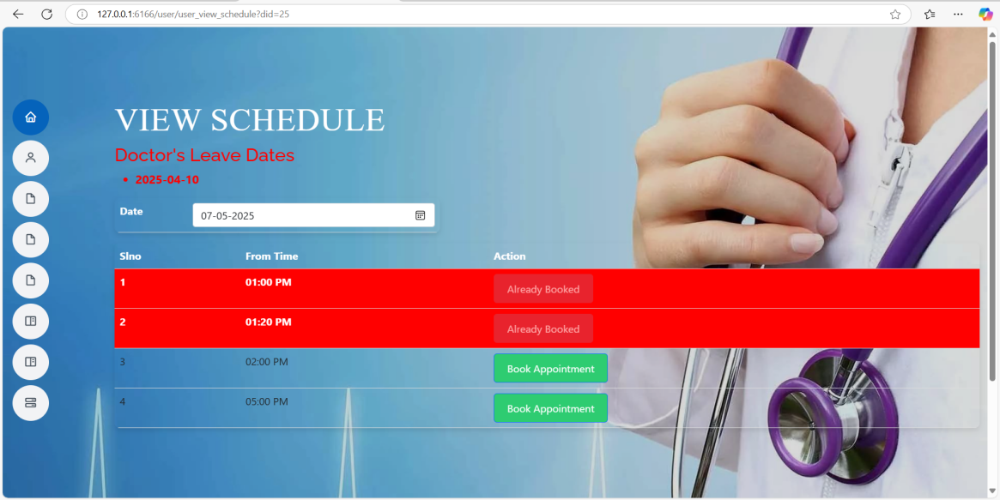 127.0.0.1:6166/user/user_view_schedule?did=25
VIEW SCHEDULE
Doctor's Leave Dates
• 2025-04-10
Date 07-05-2025
Slno From Time Action
1 01:00 PM Already Booked
2 01:20 PM Already Booked
3 02:00 PM Book Appointment
4 05:00 PM Book Appointment